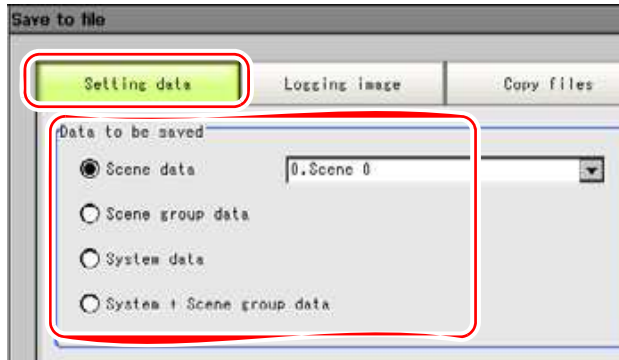 Save to file
Setting data Logging image Copy files
Data to be saved
Scene data 0.Scene 0
Scene group data
System data
System + Scene group data